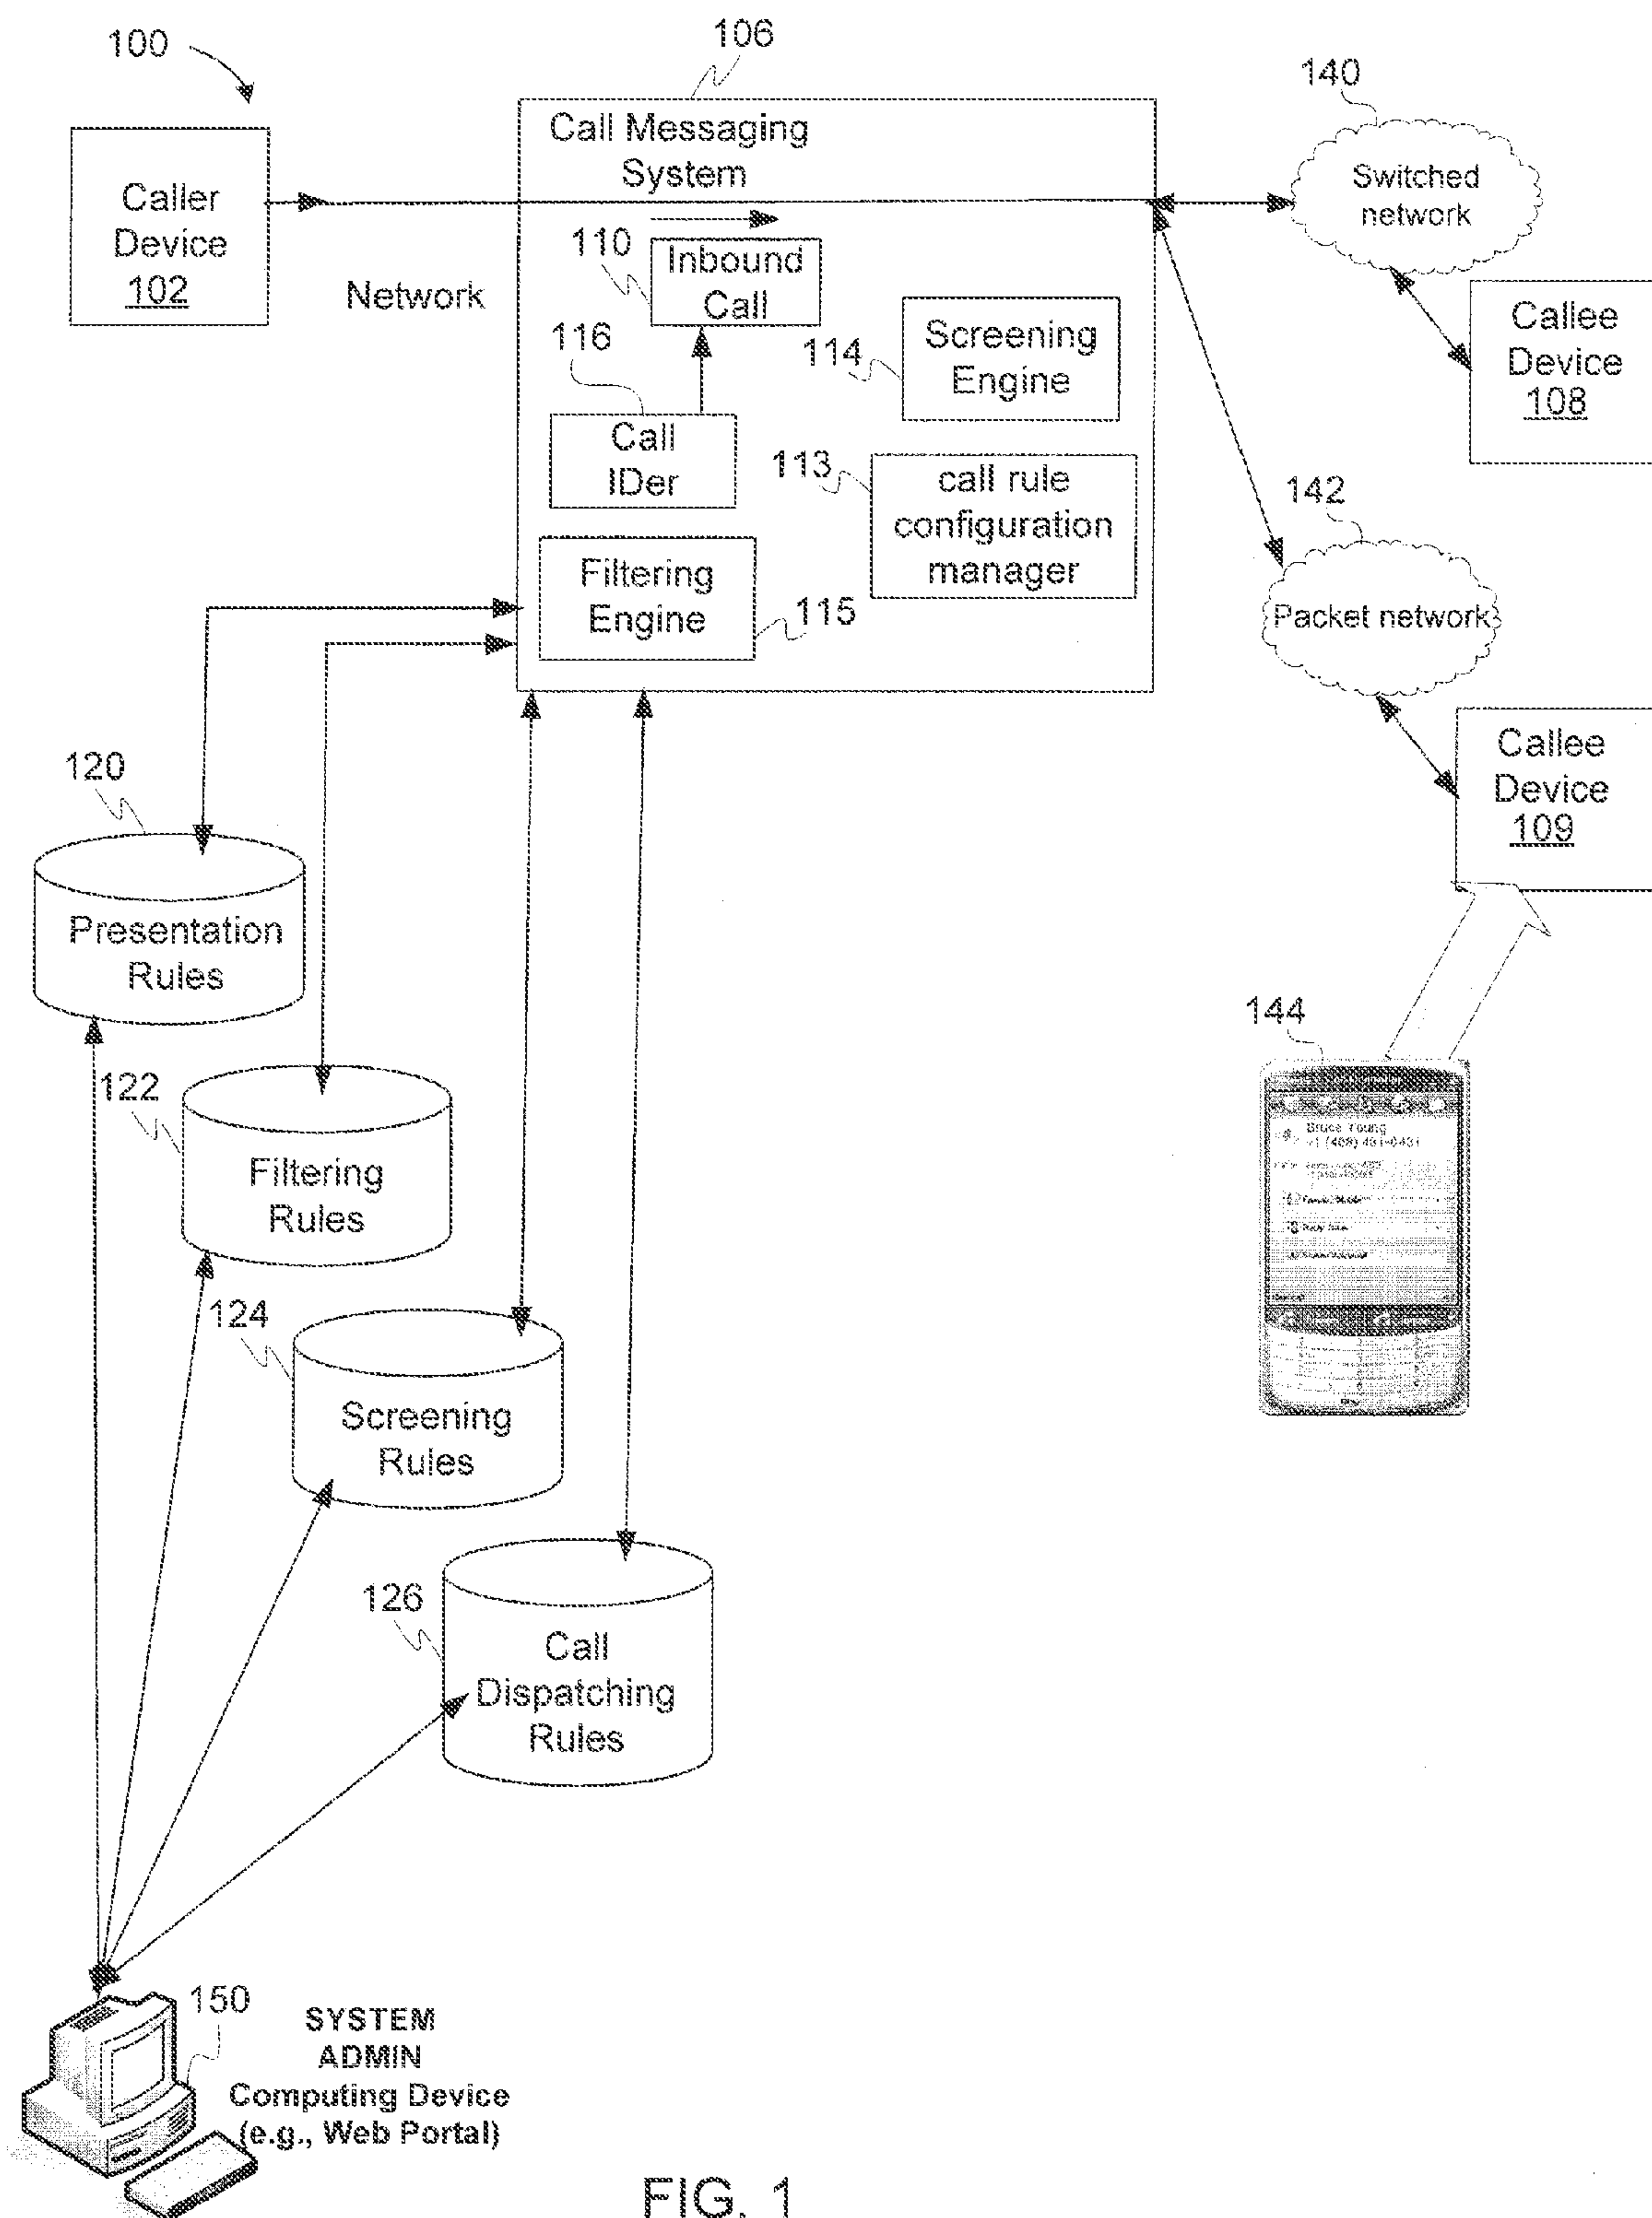 100
106
140
Call Messaging
System
Caller
Device
102
Switched
network
110
Inbound
Call
Network
116
114
Screening
Engine
Callee
Device
108
Call
IDer
113
call rule
configuration
manager
142
Filtering
Engine
115
Packet network
120
Callee
Device
109
Presentation
Rules
144
122
Bruce Young
Filtering
Rules
124
Screening
Rules
126
Call
Dispatching
Rules
150
SYSTEM
ADMIN
Computing Device
(e.g., Web Portal)
FIG. 1